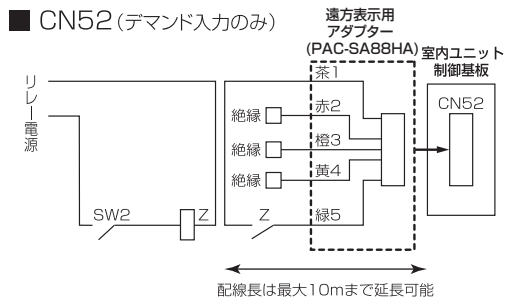 ■ CN52（デマンド入力のみ）
遠方表示用
アダプター
(PAC-SA88HA)
室内ユニット
制御基板
CN52
リレー電源
茶1
絶縁 赤2
絶縁 橙3
絶縁 黄4
SW2 Z Z 緑5
配線長は最大10mまで延長可能